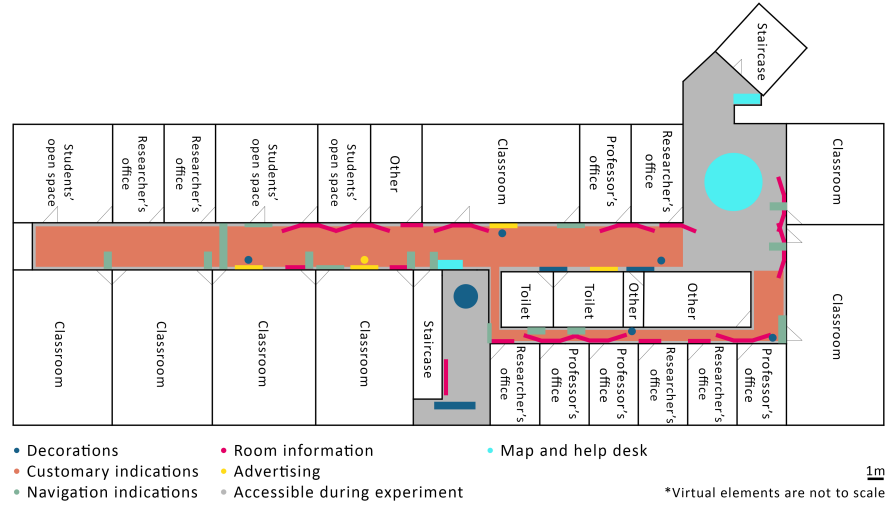 Staircase
Students'
open space
Researcher's
office
Researcher's
office
Students'
open space
Students'
open space
Other
Classroom
Professor's
office
Researcher's
office
Classroom
Classroom
Classroom
Classroom
Classroom
Staircase
Toilet
Toilet
Other
Other
Classroom
Researcher's
office
Professor's
office
Professor's
office
Researcher's
office
Researcher's
office
Professor's
office
Decorations
Room information
Map and help desk
Customary indications
Advertising
1m
Navigation indications
Accessible during experiment
*Virtual elements are not to scale